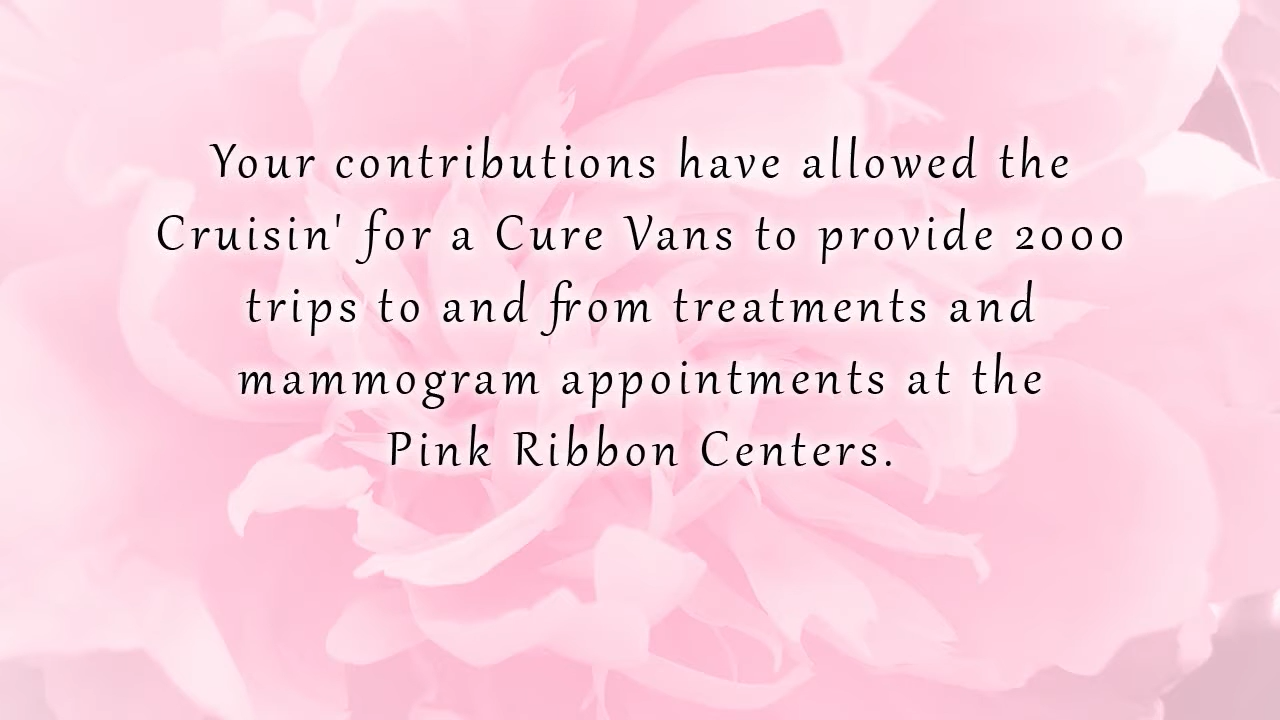 Your contributions have allowed the
Cruisin' for a Cure Vans to provide 2000
trips to and from treatments and
mammogram appointments at the
Pink Ribbon Centers.